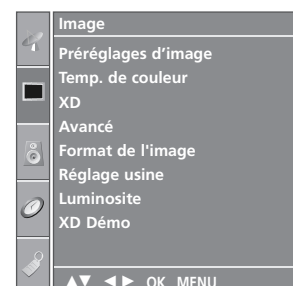 Image
Préréglages d’image
Temp. de couleur
XD
Avancé
Format de l'image
Réglage usine
Luminosite
XD Démo
▲▼ ◄► OK MENU